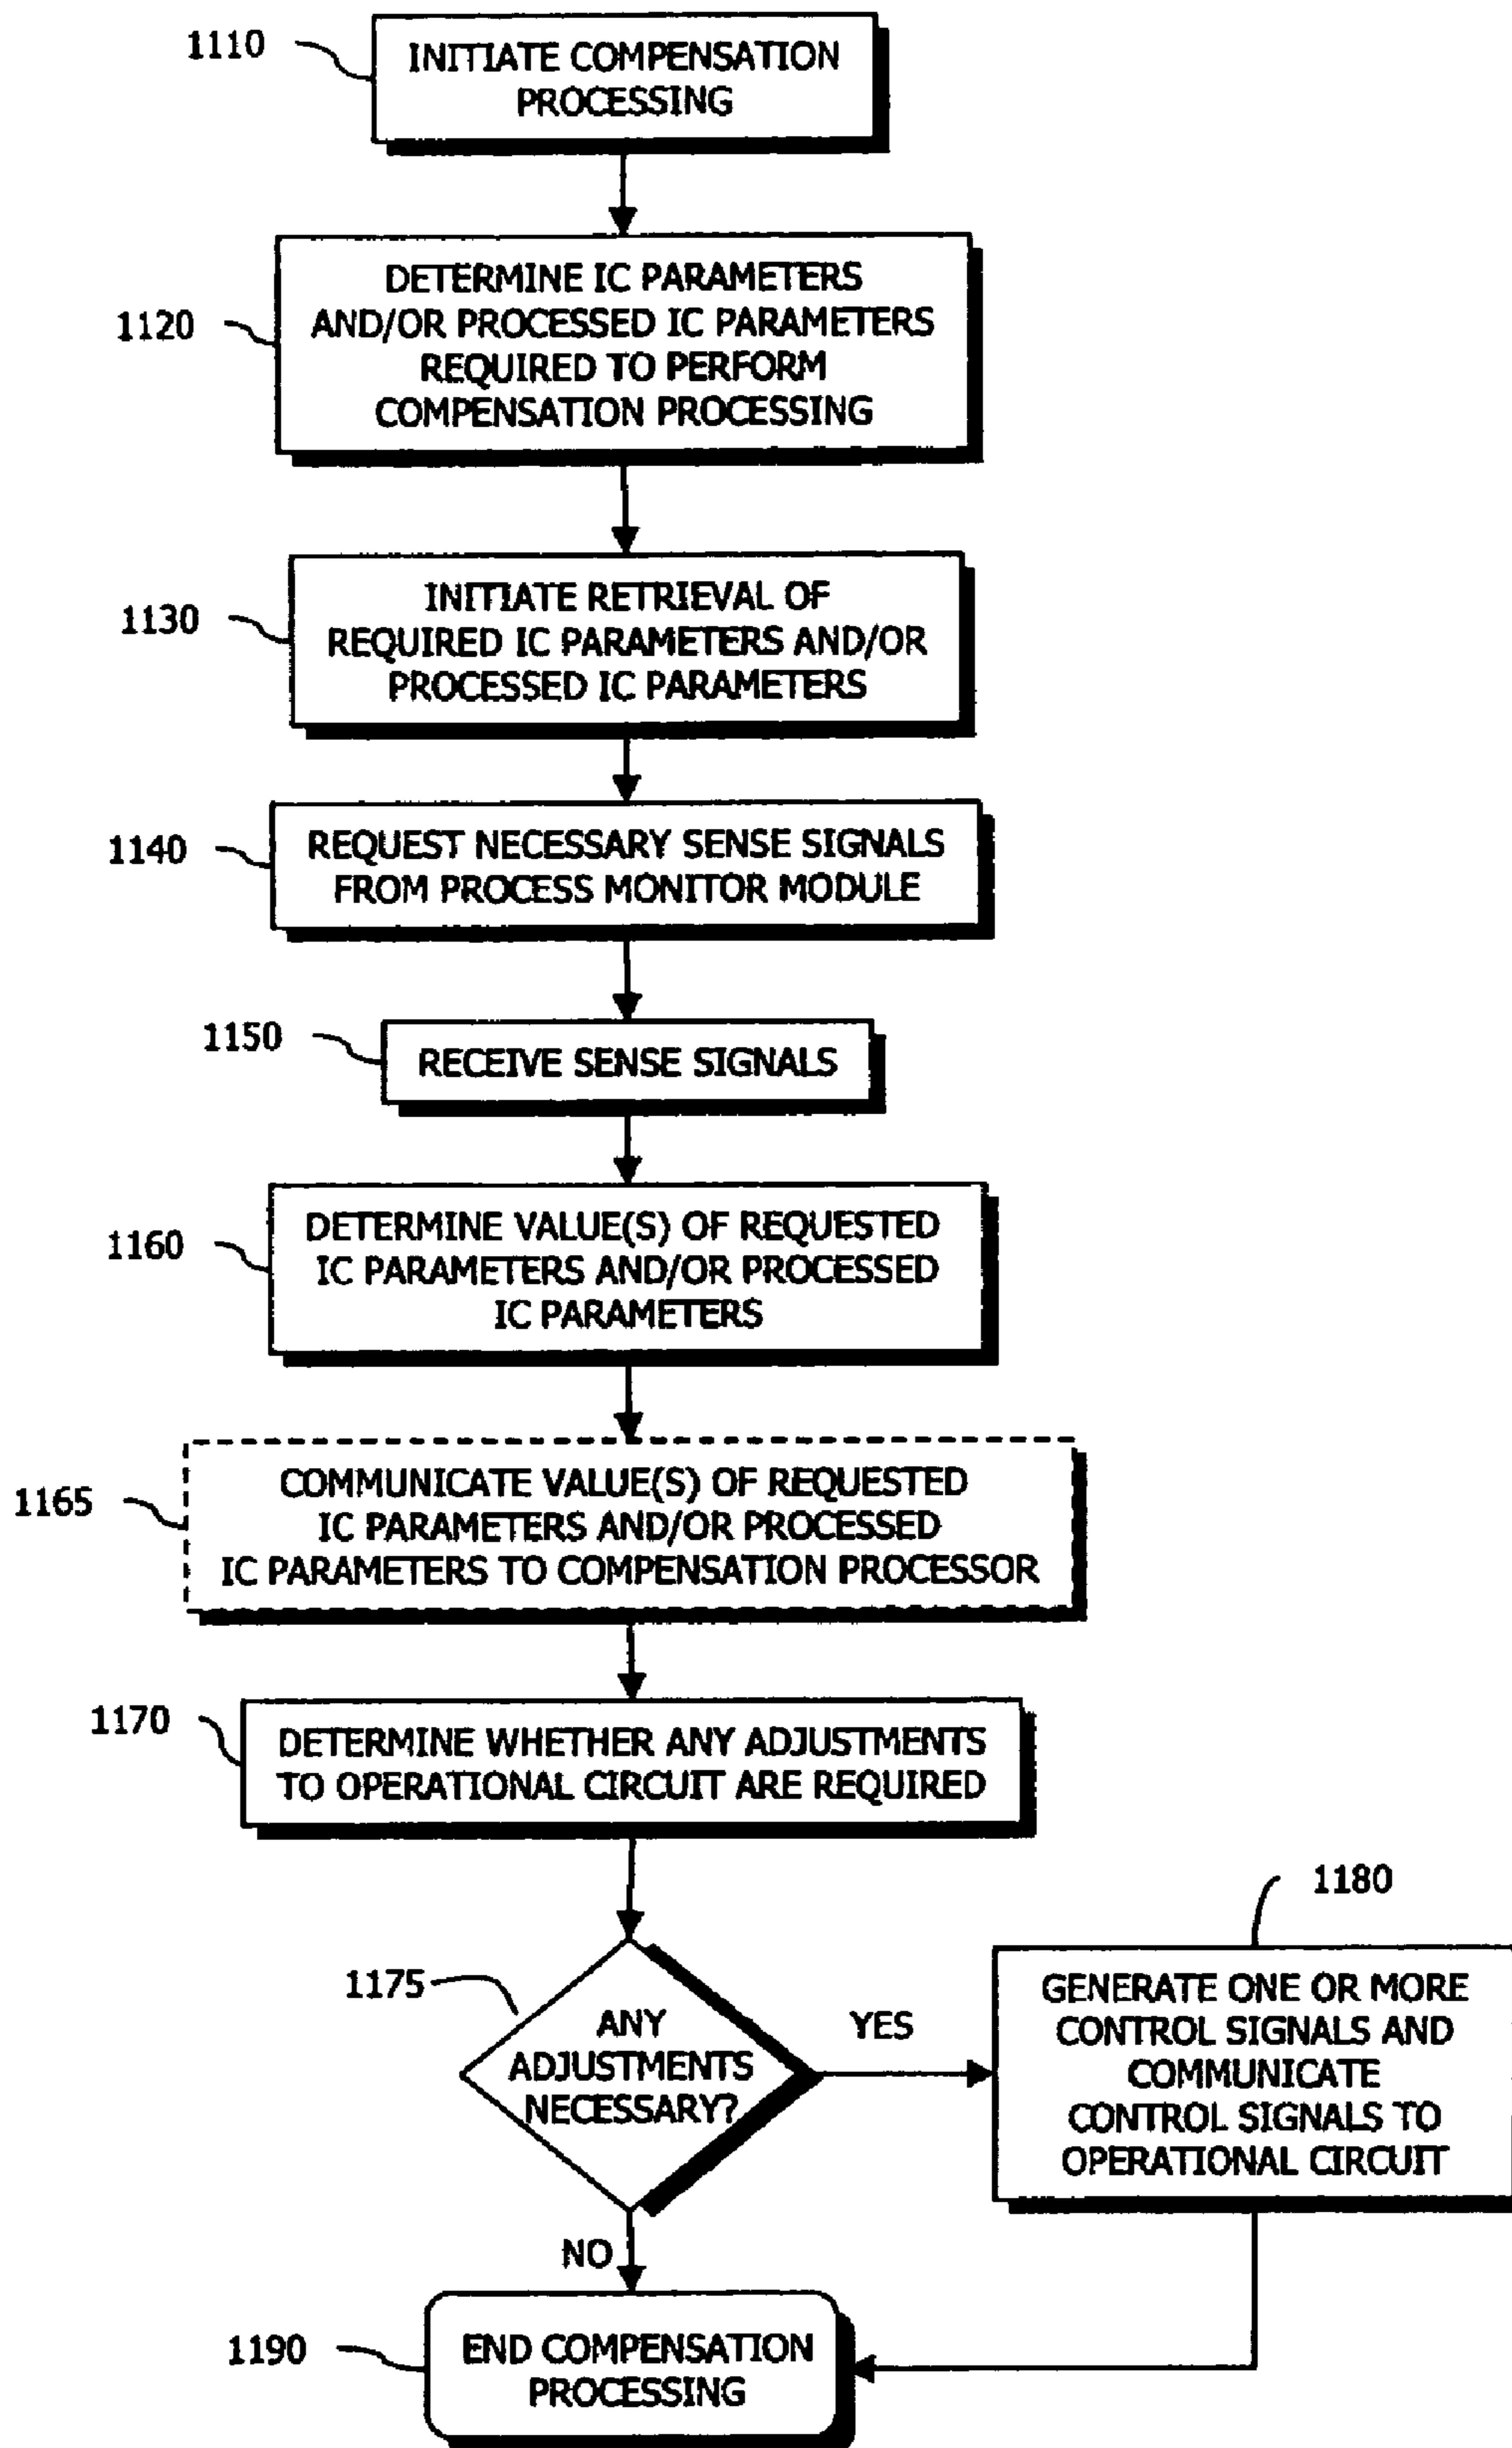 1110
INITIATE COMPENSATION
PROCESSING
1120
DETERMINE IC PARAMETERS
AND/OR PROCESSED IC PARAMETERS
REQUIRED TO PERFORM
COMPENSATION PROCESSING
1130
INITIATE RETRIEVAL OF
REQUIRED IC PARAMETERS AND/OR
PROCESSED IC PARAMETERS
1140
REQUEST NECESSARY SENSE SIGNALS
FROM PROCESS MONITOR MODULE
1150
RECEIVE SENSE SIGNALS
1160
DETERMINE VALUE(S) OF REQUESTED
IC PARAMETERS AND/OR PROCESSED
IC PARAMETERS
1165
COMMUNICATE VALUE(S) OF REQUESTED
IC PARAMETERS AND/OR PROCESSED
IC PARAMETERS TO COMPENSATION PROCESSOR
1170
DETERMINE WHETHER ANY ADJUSTMENTS
TO OPERATIONAL CIRCUIT ARE REQUIRED
1175
ANY
ADJUSTMENTS
NECESSARY?
YES
1180
GENERATE ONE OR MORE
CONTROL SIGNALS AND
COMMUNICATE
CONTROL SIGNALS TO
OPERATIONAL CIRCUIT
NO
1190
END COMPENSATION
PROCESSING